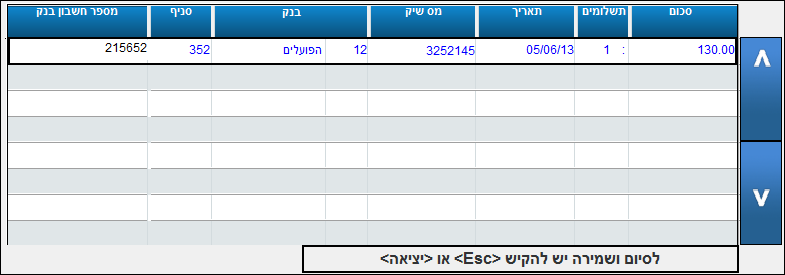 סכום תשלומים תאריך מס שיק בנק סניף מספר חשבון בנק
130.00 : 1 05/06/13 3252145 12 הפועלים 352 215652
לסיום ושמירה יש להקיש <Esc> או <יציאה>